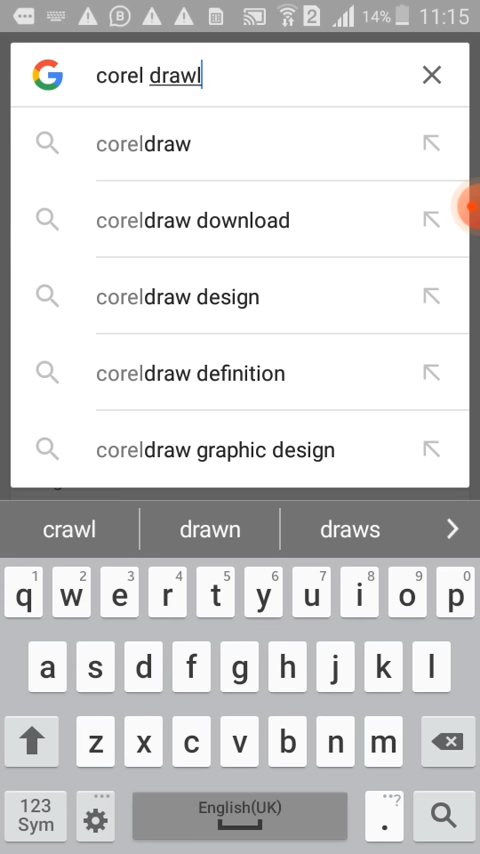 2 14% 11:15
corel drawl
coreldraw
coreldraw download
coreldraw design
coreldraw definition
coreldraw graphic design
crawl drawn draws
1 2 3 4 5 6 7 8 9 0
q w e r t y u i o p
a s d f g h j k l
z x c v b n m
123
Sym
English(UK)
. ?